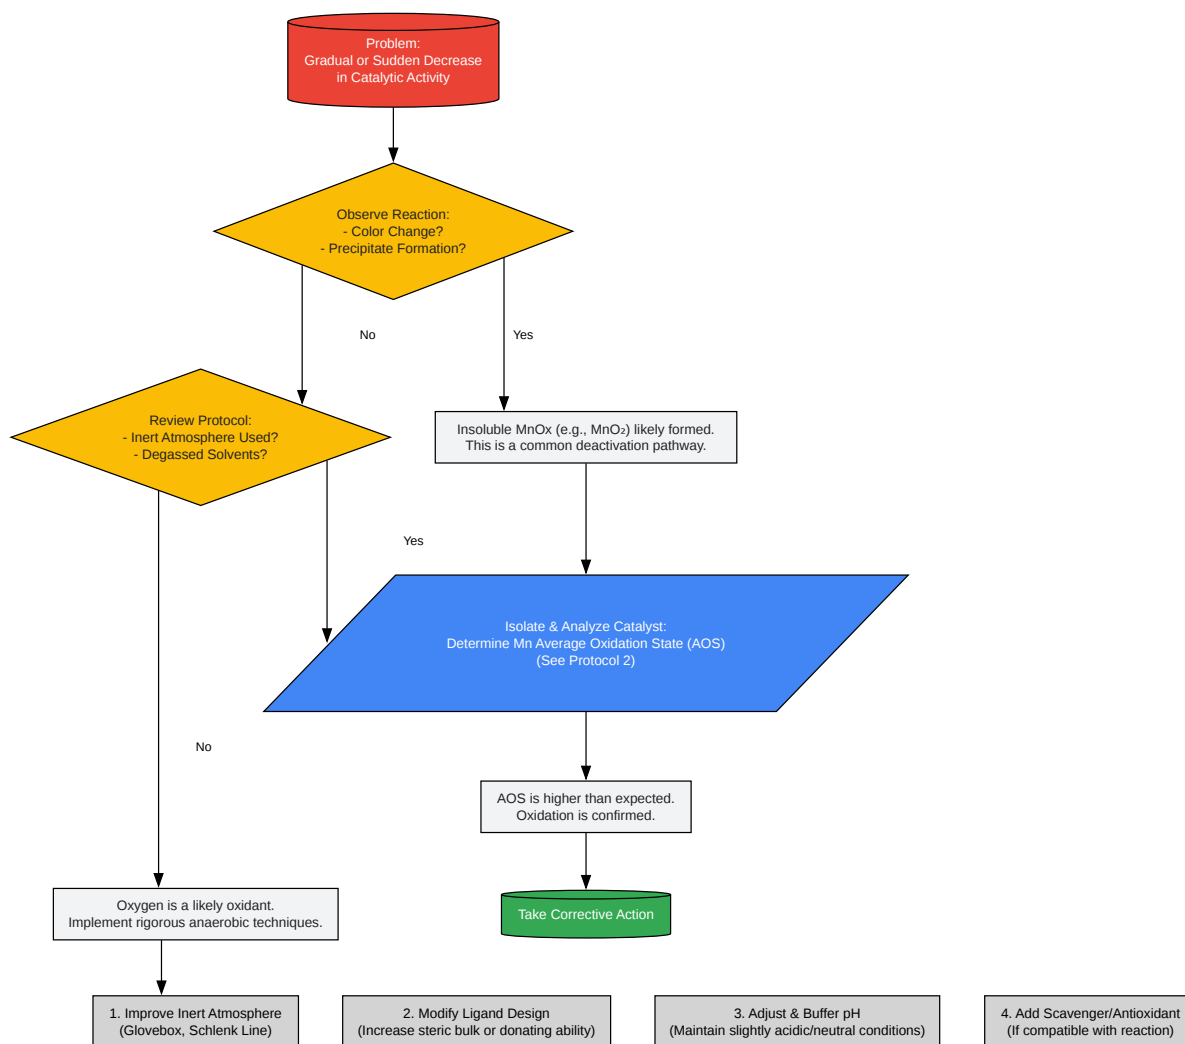 Problem:
Gradual or Sudden Decrease
in Catalytic Activity
Observe Reaction:
- Color Change?
- Precipitate Formation?
No
Yes
Review Protocol:
- Inert Atmosphere Used?
- Degassed Solvents?
Insoluble MnOx (e.g., MnO₂) likely formed.
This is a common deactivation pathway.
Yes
Isolate & Analyze Catalyst:
Determine Mn Average Oxidation State (AOS)
(See Protocol 2)
No
AOS is higher than expected.
Oxidation is confirmed.
Oxygen is a likely oxidant.
Implement rigorous anaerobic techniques.
Take Corrective Action
1. Improve Inert Atmosphere
(Glovebox, Schlenk Line)
2. Modify Ligand Design
(Increase steric bulk or donating ability)
3. Adjust & Buffer pH
(Maintain slightly acidic/neutral conditions)
4. Add Scavenger/Antioxidant
(If compatible with reaction)